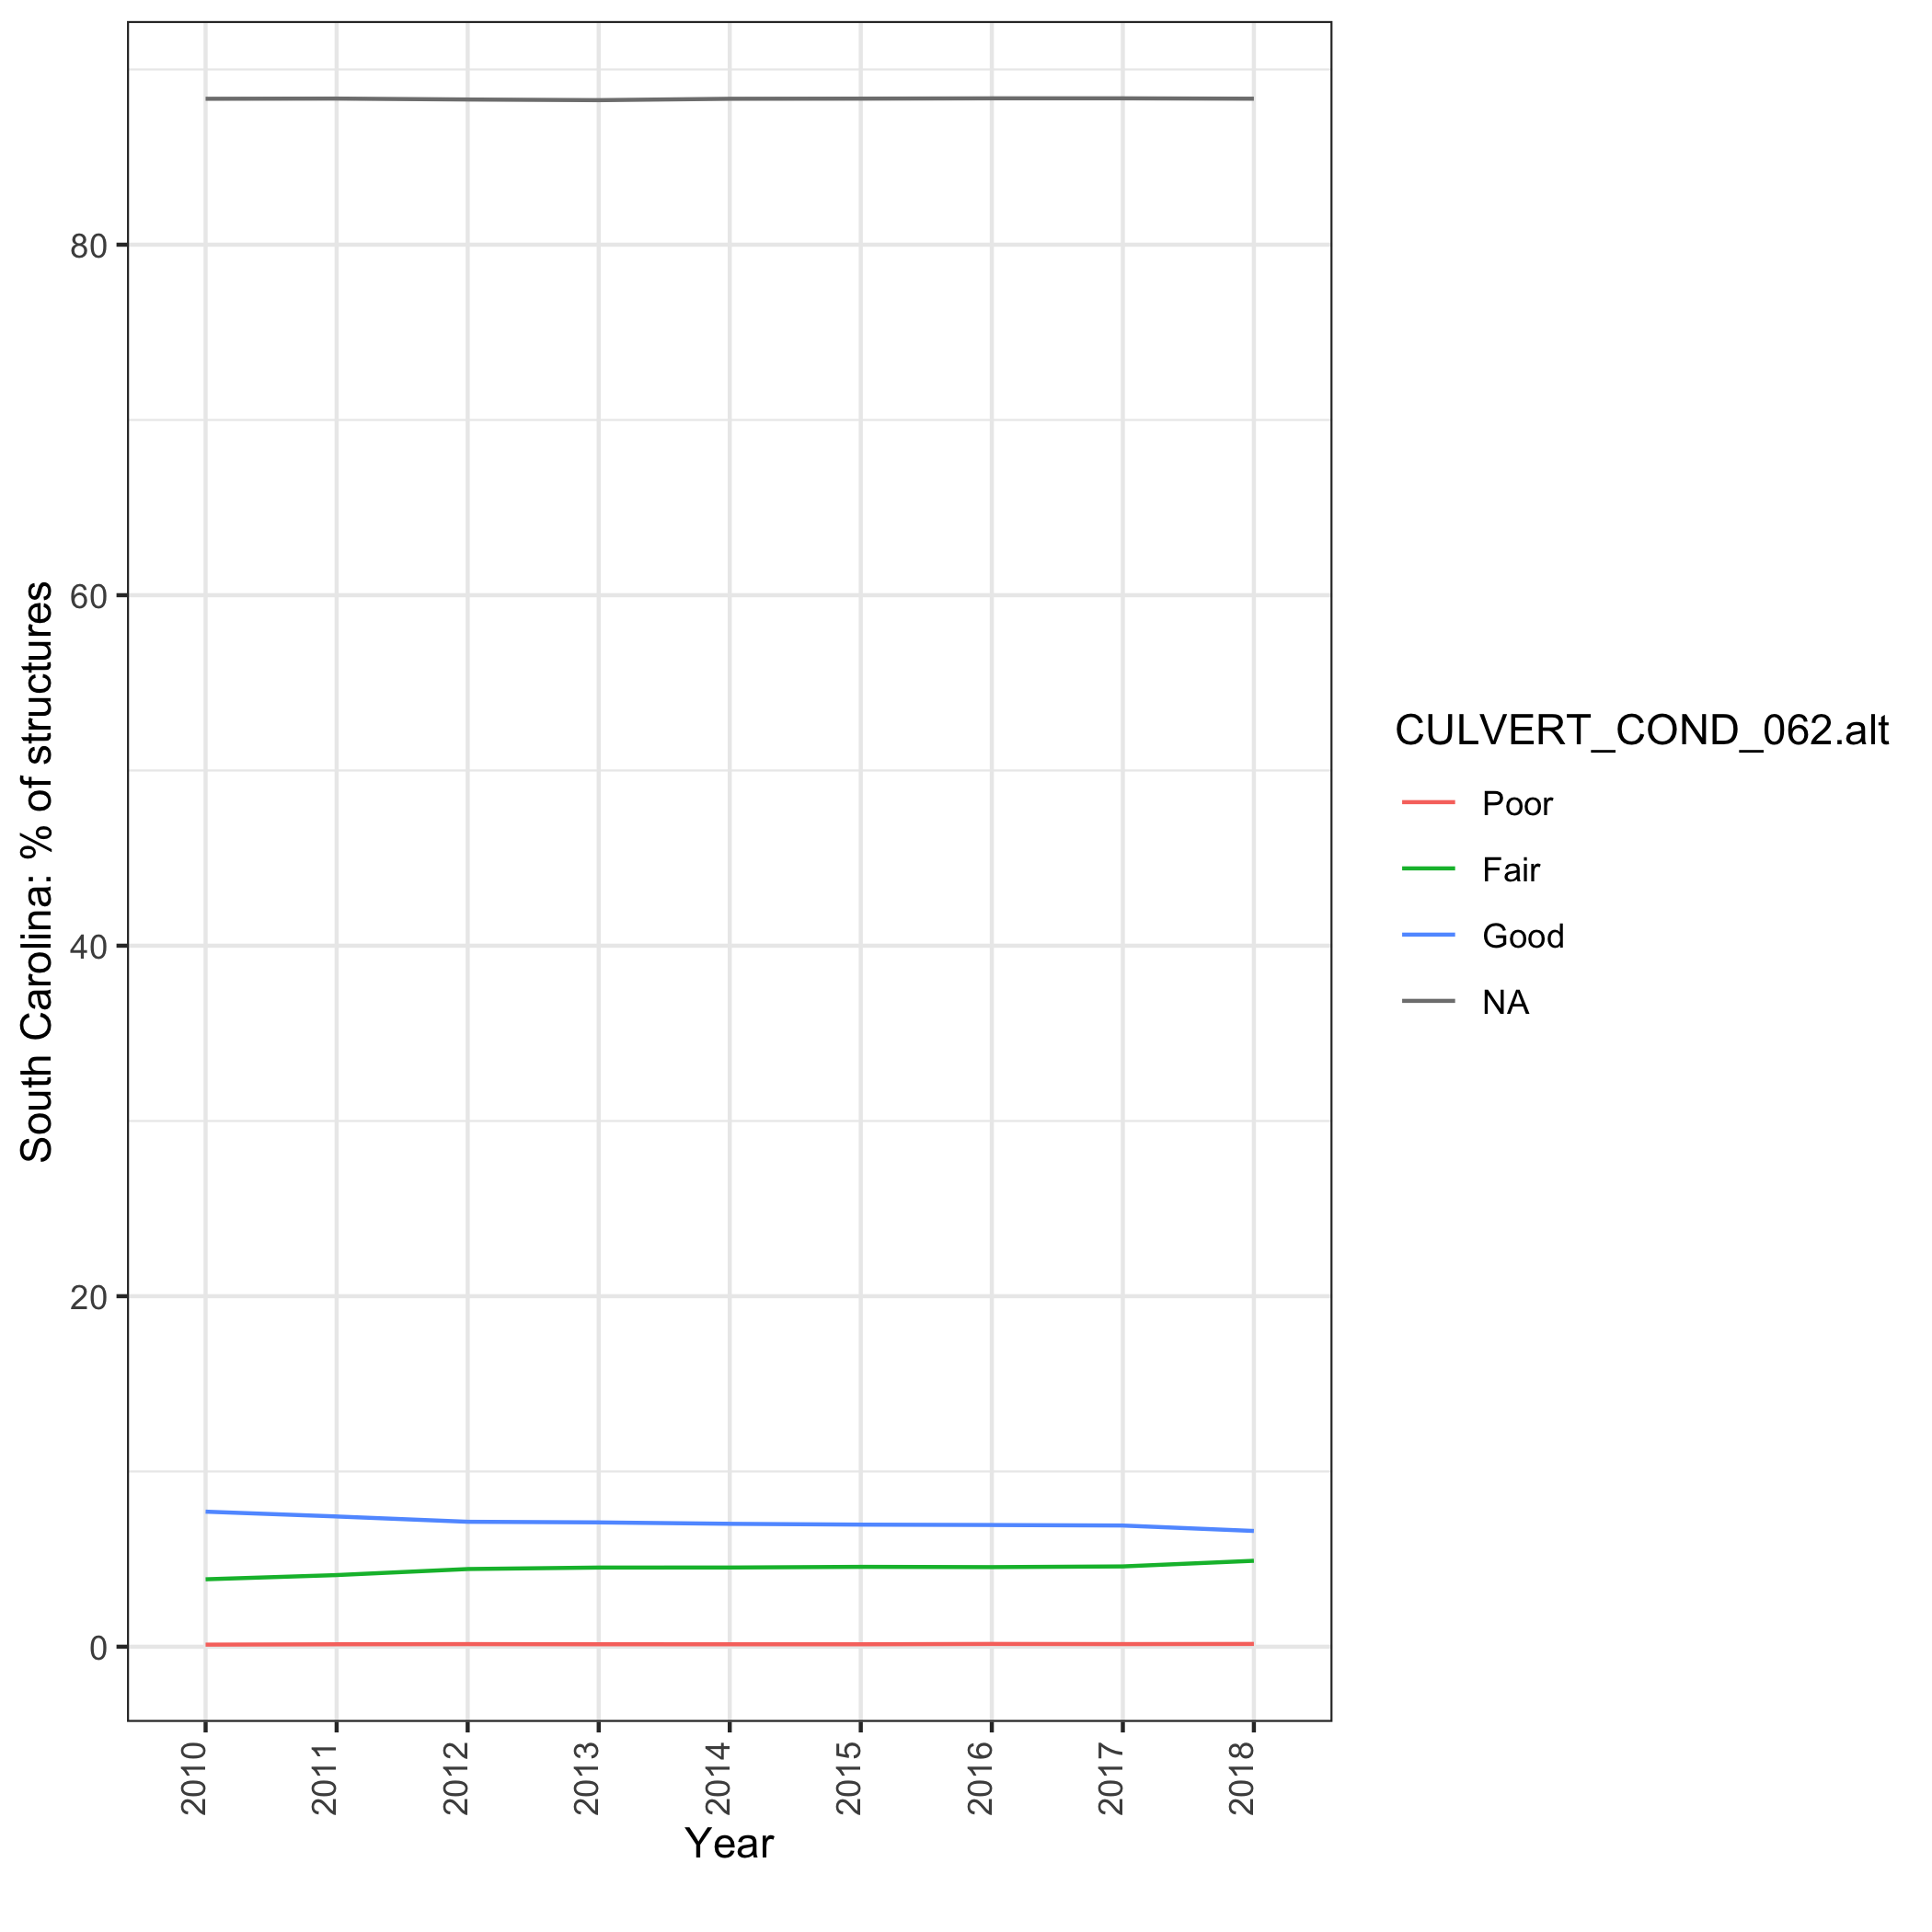 South Carolina: % of structures
80
60
40
20
0
2010
2011
2012
2013
2014
2015
2016
2017
2018
Year
CULVERT_COND_062.alt
Poor
Fair
Good
NA